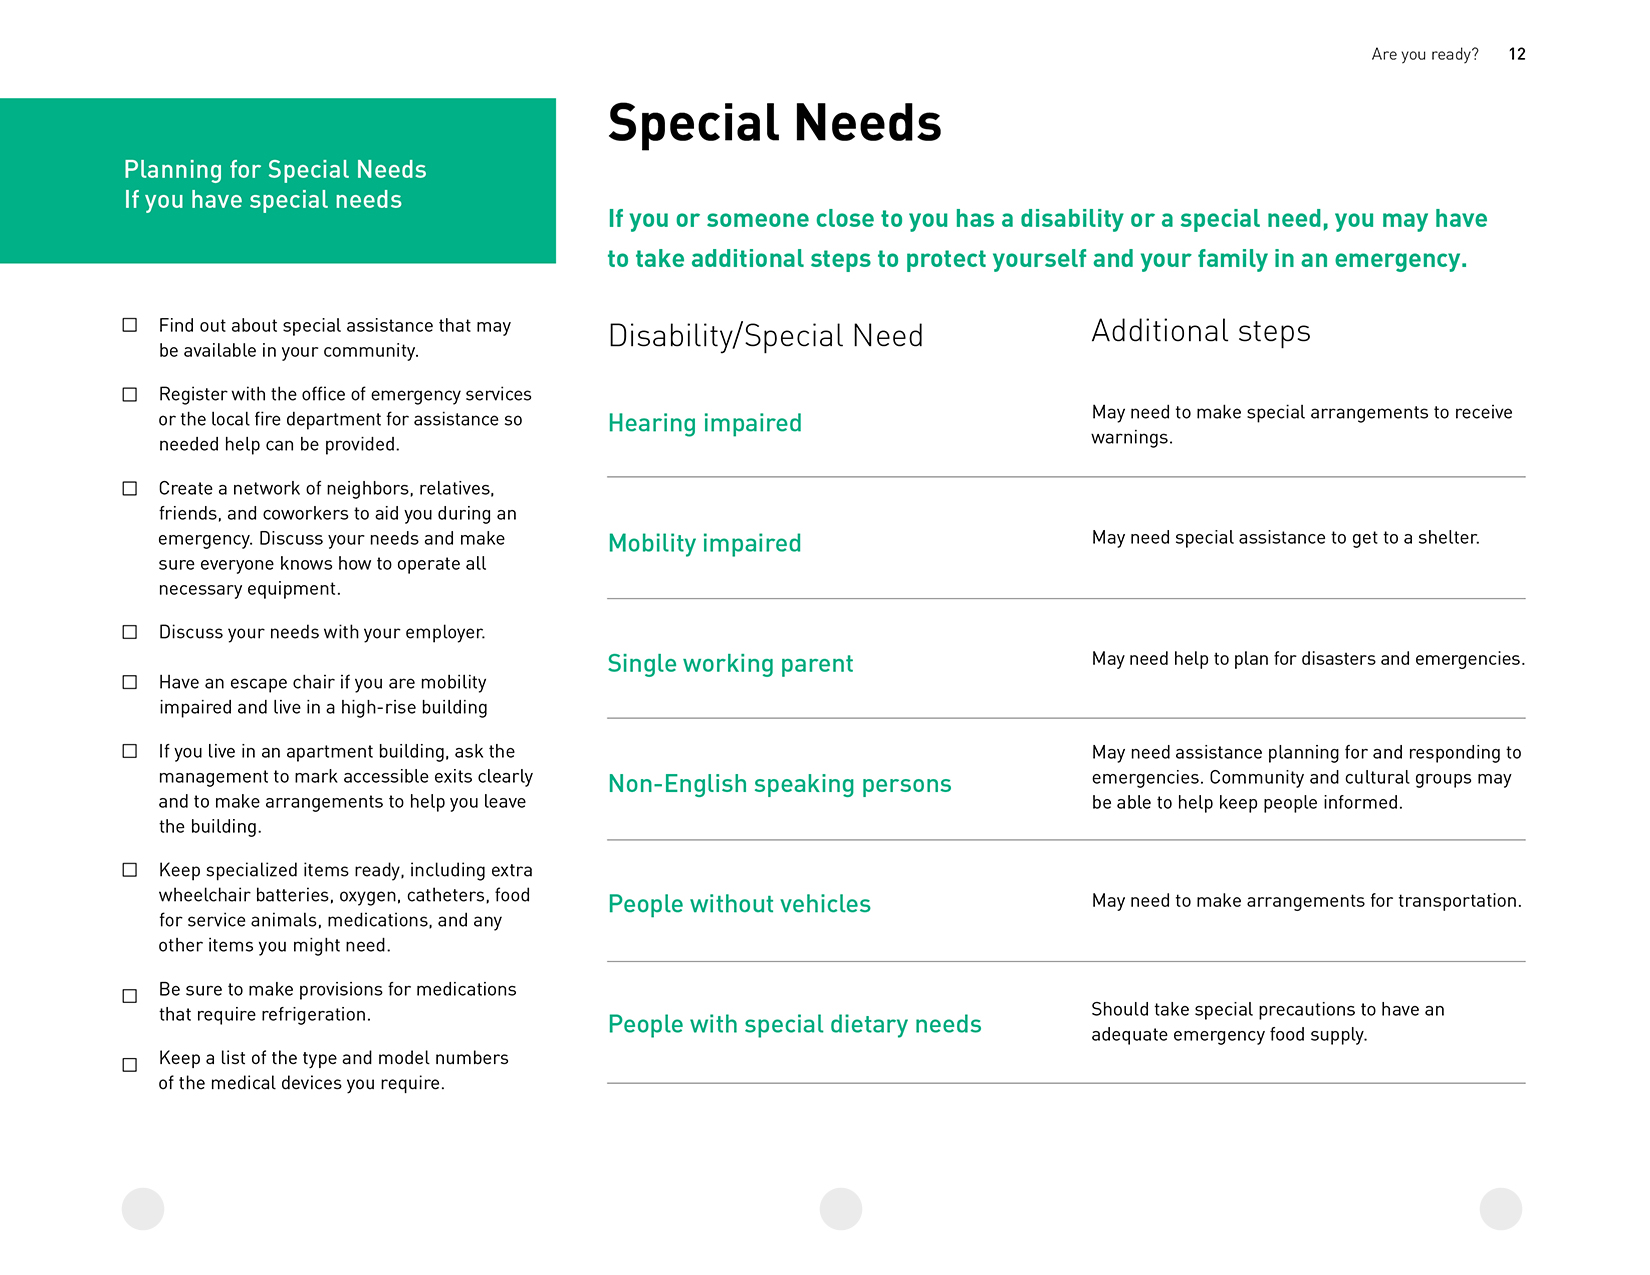 Are you ready? 12
Planning for Special Needs
If you have special needs
Find out about special assistance that may
be available in your community.
Register with the office of emergency services
or the local fire department for assistance so
needed help can be provided.
Create a network of neighbors, relatives,
friends, and coworkers to aid you during an
emergency. Discuss your needs and make
sure everyone knows how to operate all
necessary equipment.
Discuss your needs with your employer.
Have an escape chair if you are mobility
impaired and live in a high-rise building
If you live in an apartment building, ask the
management to mark accessible exits clearly
and to make arrangements to help you leave
the building.
Keep specialized items ready, including extra
wheelchair batteries, oxygen, catheters, food
for service animals, medications, and any
other items you might need.
Be sure to make provisions for medications
that require refrigeration.
Keep a list of the type and model numbers
of the medical devices you require.
Special Needs
If you or someone close to you has a disability or a special need, you may have
to take additional steps to protect yourself and your family in an emergency.
Disability/Special Need
Additional steps
Hearing impaired
May need to make special arrangements to receive
warnings.
Mobility impaired
May need special assistance to get to a shelter.
Single working parent
May need help to plan for disasters and emergencies.
Non-English speaking persons
May need assistance planning for and responding to
emergencies. Community and cultural groups may
be able to help keep people informed.
People without vehicles
May need to make arrangements for transportation.
People with special dietary needs
Should take special precautions to have an
adequate emergency food supply.